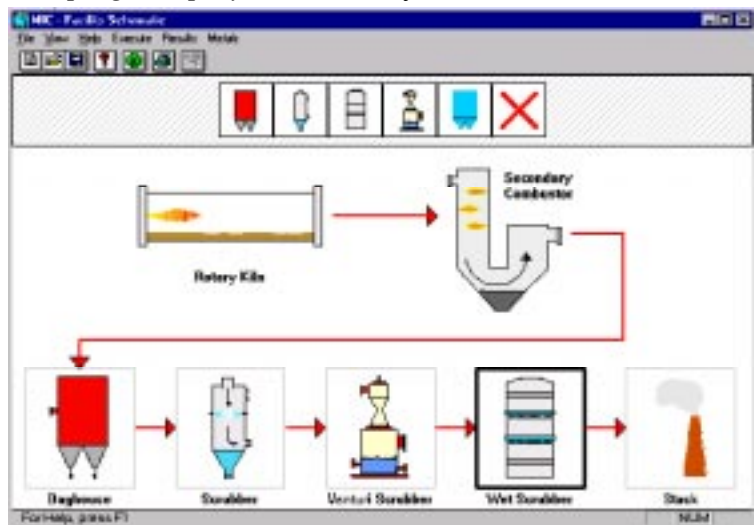 Facility Schematic
File View Help Execute Results Metals
Secondary
Combustor
Rotary Kiln
Baghouse Scrubber Venturi Scrubber Wet Scrubber Stack
For Help, press F1 NUM